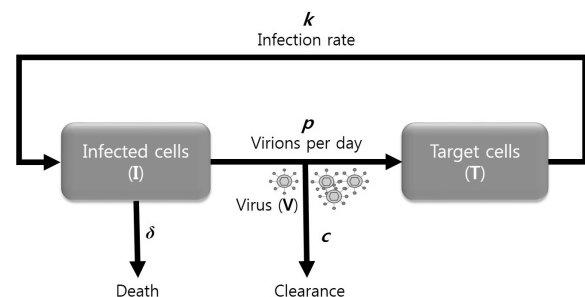 k
Infection rate
p
Virions per day
Infected cells
(I)
Target cells
(T)
Virus (V)
δ
c
Death
Clearance